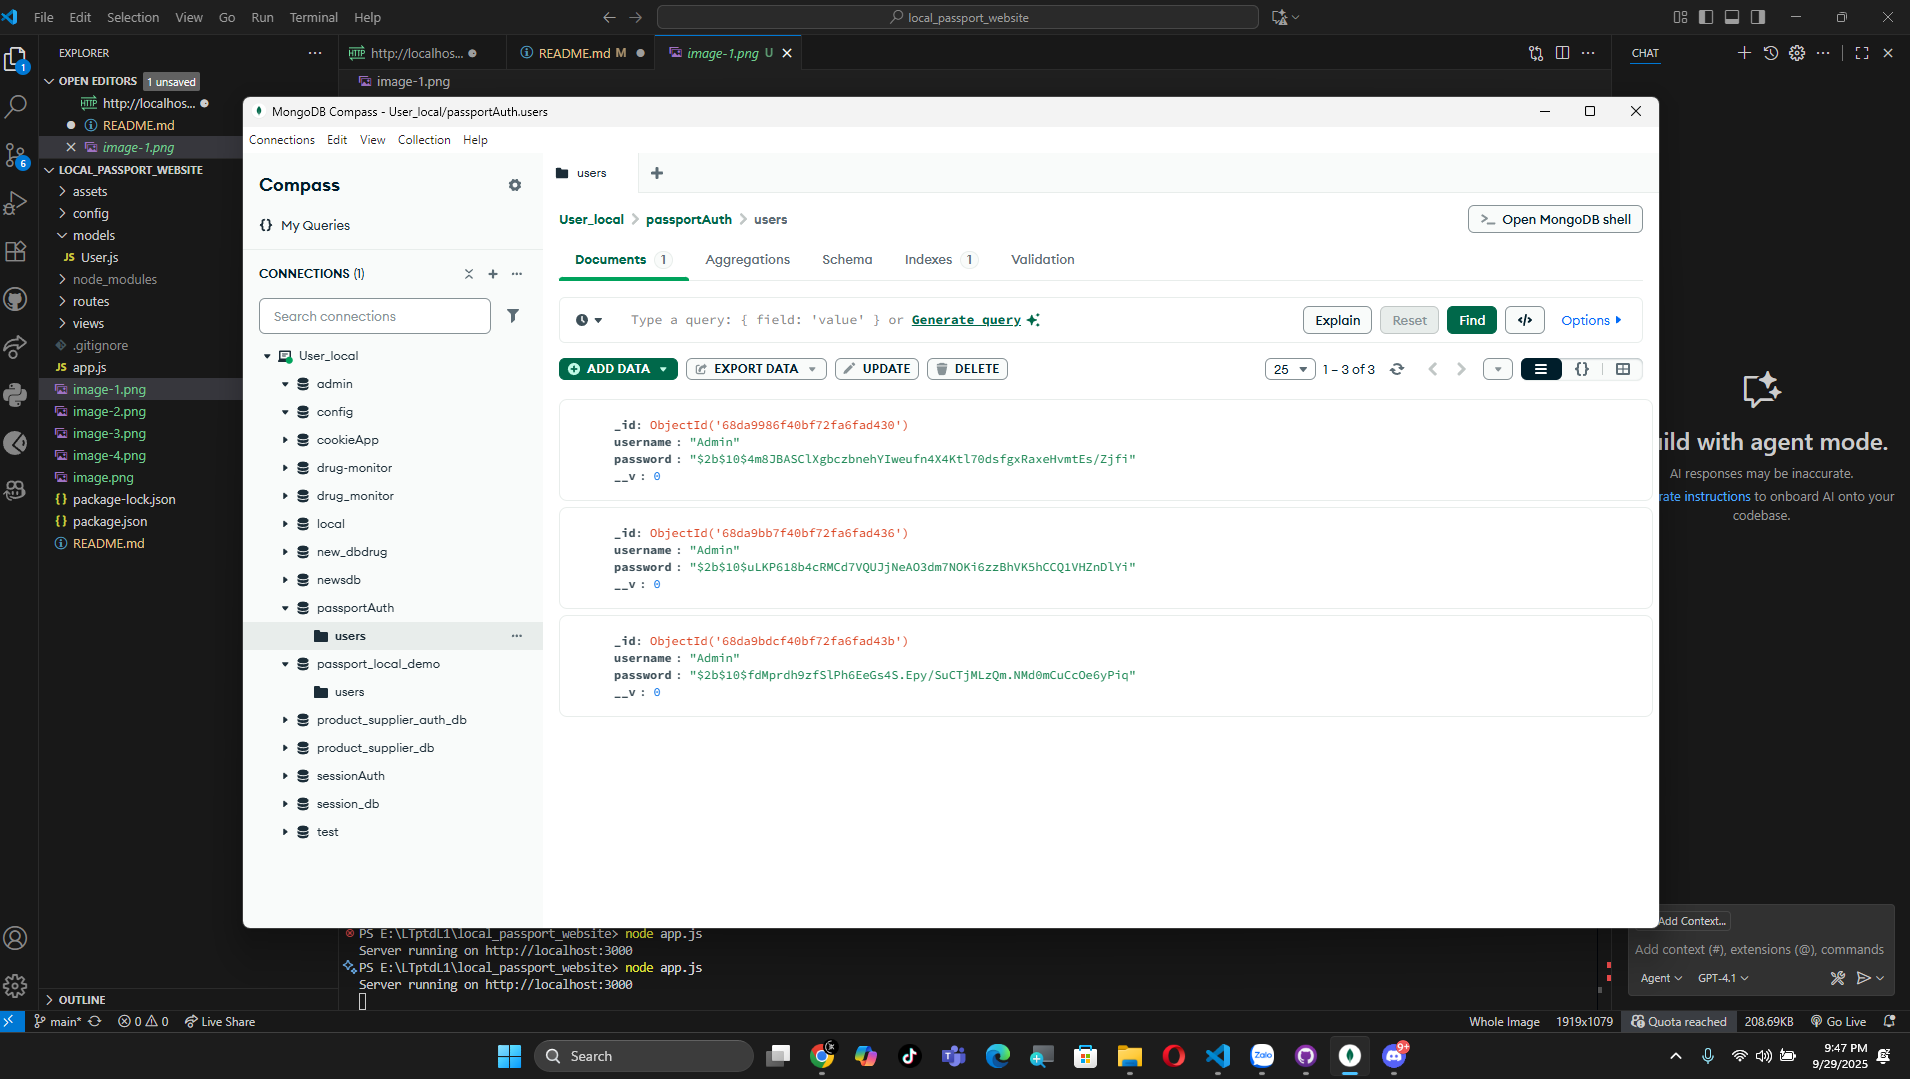 File Edit Selection View Go Run Terminal Help
local_passport_website
EXPLORER
OPEN EDITORS 1 unsaved
http://localhos...
README.md
image-1.png
LOCAL_PASSPORT_WEBSITE
assets
config
models
JS User.js
node_modules
routes
views
.gitignore
JS app.js
image-1.png
image-2.png
image-3.png
image-4.png
image.png
{} package-lock.json
{} package.json
README.md
OUTLINE
HTTP http://localhos...
README.md M
image-1.png U
image-1.png
MongoDB Compass - User_local/passportAuth.users
Connections Edit View Collection Help
Compass
{} My Queries
CONNECTIONS (1)
Search connections
User_local
admin
config
cookieApp
drug-monitor
drug_monitor
local
new_dbdrug
newsdb
passportAuth
users
passport_local_demo
users
product_supplier_auth_db
product_supplier_db
sessionAuth
session_db
test
users
User_local > passportAuth > users
>_ Open MongoDB shell
Documents 1 Aggregations Schema Indexes 1 Validation
Type a query: { field: 'value' } or Generate query
Explain Reset Find </> Options
ADD DATA EXPORT DATA UPDATE DELETE
25 1 – 3 of 3 {}
_id: ObjectId('68da9986f40bf72fa6fad430')
username : "Admin"
password : "$2b$10$4m8JBASClXgbczbnehYIweufn4X4Ktl70dsfgxRaxeHvmtEs/Zjfi"
__v : 0
_id: ObjectId('68da9bb7f40bf72fa6fad436')
username : "Admin"
password : "$2b$10$uLKP618b4cRMCd7VQUJjNeAO3dm7NOKi6zzBhVK5hCCQ1VHZnDlYi"
__v : 0
_id: ObjectId('68da9bdcf40bf72fa6fad43b')
username : "Admin"
password : "$2b$10$fdMprdh9zfSlPh6EeGs4S.Epy/SuCTjMLzQm.NMd0mCuCcOe6yPiq"
__v : 0
PS E:\LTptdL1\local_passport_website> node app.js
Server running on http://localhost:3000
PS E:\LTptdL1\local_passport_website> node app.js
Server running on http://localhost:3000
CHAT
ild with agent mode.
AI responses may be inaccurate.
rate instructions to onboard AI onto your
codebase.
Add Context...
Add context (#), extensions (@), commands
Agent GPT-4.1
main* 0 0 Live Share
Whole Image 1919x1079 Quota reached 208.69KB Go Live
Search
Zalo
9+
9:47 PM
9/29/2025
1
6